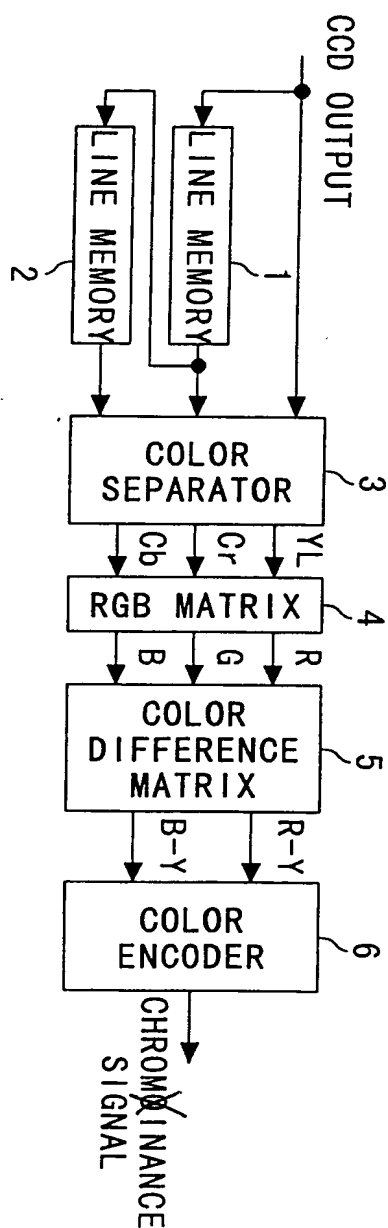 CCD OUTPUT
LINE MEMORY
1
LINE MEMORY
2
COLOR
SEPARATOR
3
YL
Cr
Cb
RGB MATRIX
4
R
G
B
COLOR
DIFFERENCE
MATRIX
5
R-Y
B-Y
COLOR
ENCODER
6
CHROMINANCE
SIGNAL